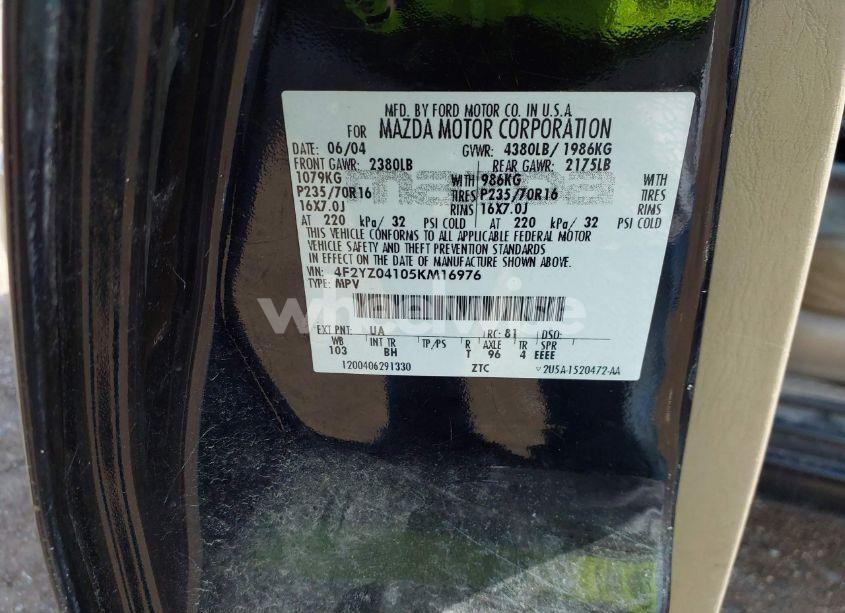 MFD. BY FORD MOTOR CO. IN U.S.A.
FOR MAZDA MOTOR CORPORATION
DATE: 06/04 GVWR: 4380LB/ 1986KG
FRONT GAWR: 2380LB REAR GAWR: 2175LB
1079KG WITH 986KG WITH
P235/70R16 TIRES P235/70R16 TIRES
16X7.0J RIMS 16X7.0J RIMS
AT 220 kPa/ 32 PSI COLD AT 220 kPa/ 32 PSI COLD
THIS VEHICLE CONFORMS TO ALL APPLICABLE FEDERAL MOTOR
VEHICLE SAFETY AND THEFT PREVENTION STANDARDS
IN EFFECT ON THE DATE OF MANUFACTURE SHOWN ABOVE.
VIN: 4F2YZ04105KM16976
TYPE: MPV
wheelwise
EXT PNT: UA RC: 81 DSO:
WB INT TR TP/PS R AXLE TR SPR
103 BH T 96 4 EEEE
1200406291330 ZTC 2U5A-1520472-AA